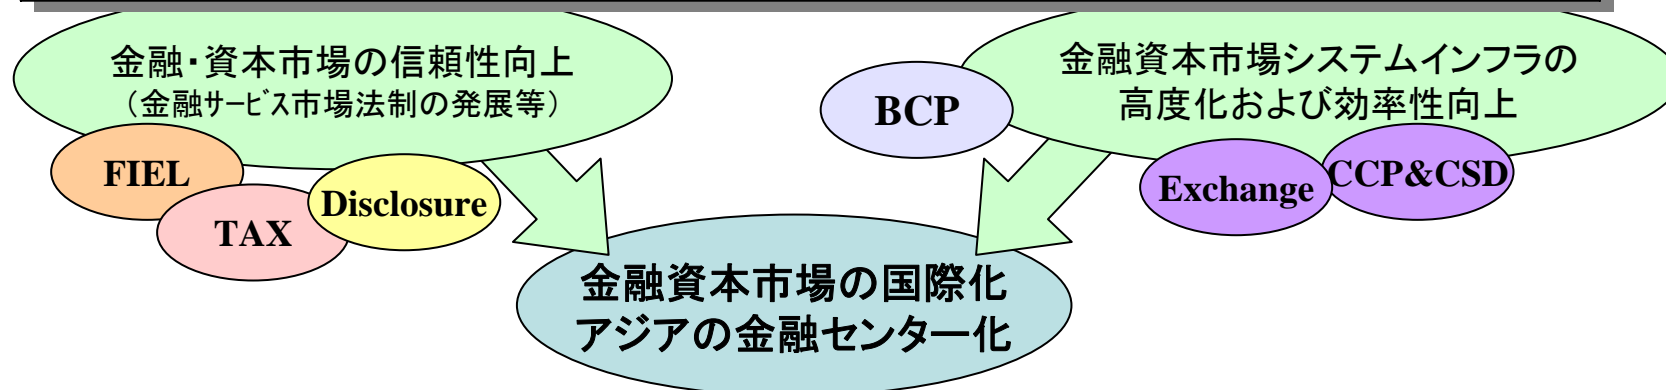 金融・資本市場の信頼性向上
（金融ｻｰﾋﾞｽ市場法制の発展等）
FIEL
TAX
Disclosure
金融資本市場システムインフラの
高度化および効率性向上
BCP
Exchange
CCP&CSD
金融資本市場の国際化
アジアの金融センター化